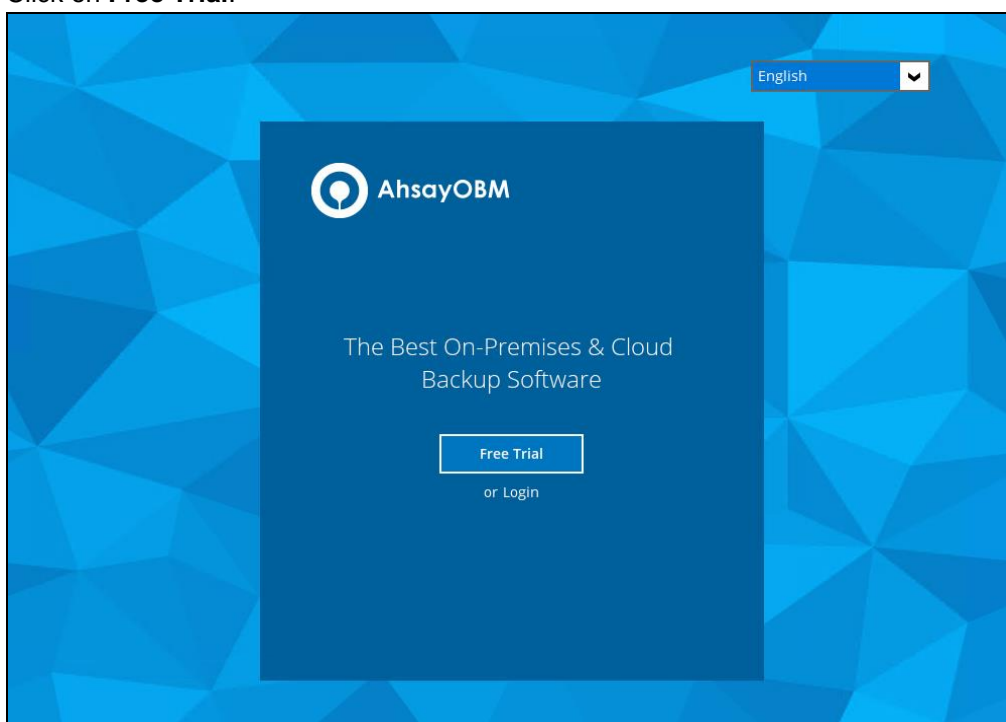 Click on Free Trial.
English
AhsayOBM
The Best On-Premises & Cloud
Backup Software
Free Trial
or Login